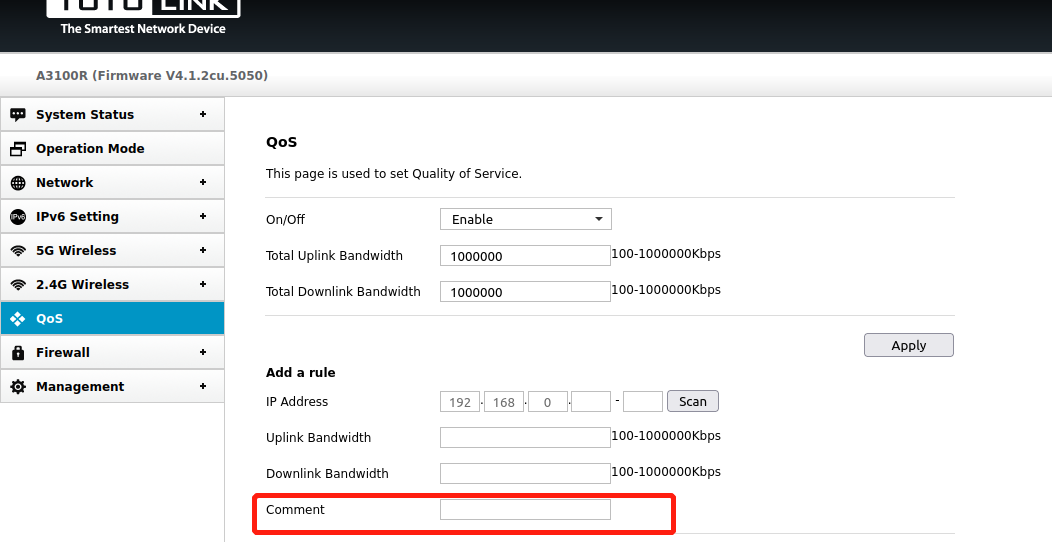 TOTO LINK
The Smartest Network Device
A3100R (Firmware V4.1.2cu.5050)
System Status +
Operation Mode
Network +
IPv6 IPv6 Setting +
5G Wireless +
2.4G Wireless +
QoS
Firewall +
Management +
QoS
This page is used to set Quality of Service.
On/Off Enable
Total Uplink Bandwidth 1000000 100-1000000Kbps
Total Downlink Bandwidth 1000000 100-1000000Kbps
Apply
Add a rule
IP Address 192 . 168 . 0 . - Scan
Uplink Bandwidth 100-1000000Kbps
Downlink Bandwidth 100-1000000Kbps
Comment